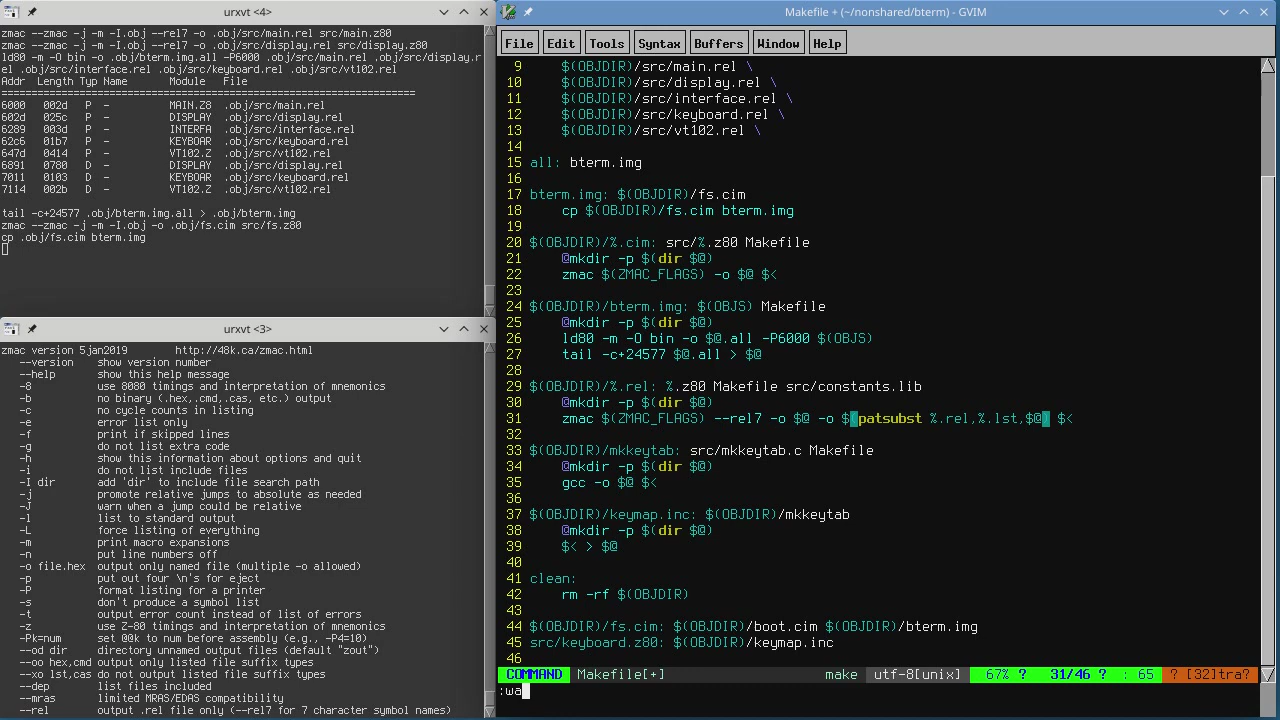 urxvt <4>
zmac --zmac -j -m -I.obj --rel7 -o .obj/src/main.rel src/main.z80
zmac --zmac -j -m -I.obj --rel7 -o .obj/src/display.rel src/display.z80
ld80 -m -O bin -o .obj/bterm.img.all -P6000 .obj/src/main.rel .obj/src/display.r
el .obj/src/interface.rel .obj/src/keyboard.rel .obj/src/vt102.rel
Addr Length Typ Name Module File
================================================================
6000 002d P - MAIN.Z8 .obj/src/main.rel
602d 025c P - DISPLAY .obj/src/display.rel
6289 003d P - INTERFA .obj/src/interface.rel
62c6 01b7 P - KEYBOAR .obj/src/keyboard.rel
647d 0414 P - VT102.Z .obj/src/vt102.rel
6891 0780 D - DISPLAY .obj/src/display.rel
7011 0103 D - KEYBOAR .obj/src/keyboard.rel
7114 002b D - VT102.Z .obj/src/vt102.rel
tail -c+24577 .obj/bterm.img.all > .obj/bterm.img
zmac --zmac -j -m -I.obj -o .obj/fs.cim src/fs.z80
cp .obj/fs.cim bterm.img
urxvt <3>
zmac version 5jan2019 http://48k.ca/zmac.html
--version show version number
--help show this help message
-8 use 8080 timings and interpretation of mnemonics
-b no binary (.hex,.cmd,.cas, etc.) output
-c no cycle counts in listing
-e error list only
-f print if skipped lines
-g do not list extra code
-h show this information about options and quit
-i do not list include files
-I dir add 'dir' to include file search path
-j promote relative jumps to absolute as needed
-J warn when a jump could be relative
-l list to standard output
-L force listing of everything
-m print macro expansions
-n put line numbers off
-o file.hex output only named file (multiple -o allowed)
-p put out four \n's for eject
-P format listing for a printer
-s don't produce a symbol list
-t output error count instead of list of errors
-z use Z-80 timings and interpretation of mnemonics
-Pk=num set @@k to num before assembly (e.g., -P4=10)
--od dir directory unnamed output files (default "zout")
--oo hex,cmd output only listed file suffix types
--xo lst,cas do not output listed file suffix types
--dep list files included
--mras limited MRAS/EDAS compatibility
--rel output .rel file only (--rel7 for 7 character symbol names)
Makefile + (~/nonshared/bterm) - GVIM
File Edit Tools Syntax Buffers Window Help
9 $(OBJDIR)/src/main.rel \
10 $(OBJDIR)/src/display.rel \
11 $(OBJDIR)/src/interface.rel \
12 $(OBJDIR)/src/keyboard.rel \
13 $(OBJDIR)/src/vt102.rel \
14
15 all: bterm.img
16
17 bterm.img: $(OBJDIR)/fs.cim
18 cp $(OBJDIR)/fs.cim bterm.img
19
20 $(OBJDIR)/%.cim: src/%.z80 Makefile
21 @mkdir -p $(dir $@)
22 zmac $(ZMAC_FLAGS) -o $@ $<
23
24 $(OBJDIR)/bterm.img: $(OBJS) Makefile
25 @mkdir -p $(dir $@)
26 ld80 -m -O bin -o $@.all -P6000 $(OBJS)
27 tail -c+24577 $@.all > $@
28
29 $(OBJDIR)/%.rel: %.z80 Makefile src/constants.lib
30 @mkdir -p $(dir $@)
31 zmac $(ZMAC_FLAGS) --rel7 -o $@ -o $(patsubst %.rel,%.lst,$@) $<
32
33 $(OBJDIR)/mkkeytab: src/mkkeytab.c Makefile
34 @mkdir -p $(dir $@)
35 gcc -o $@ $<
36
37 $(OBJDIR)/keymap.inc: $(OBJDIR)/mkkeytab
38 @mkdir -p $(dir $@)
39 $< > $@
40
41 clean:
42 rm -rf $(OBJDIR)
43
44 $(OBJDIR)/fs.cim: $(OBJDIR)/boot.cim $(OBJDIR)/bterm.img
45 src/keyboard.z80: $(OBJDIR)/keymap.inc
46
COMMAND Makefile[+] make utf-8[unix] 67% ? 31/46 ? : 65 ? [32]tra?
:wa